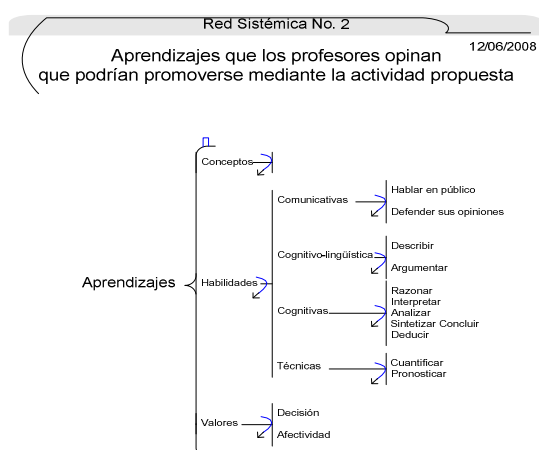 Red Sistémica No. 2
12/06/2008
Aprendizajes que los profesores opinan
que podrían promoverse mediante la actividad propuesta
Aprendizajes
Conceptos
Habilidades
Comunicativas
Hablar en público
Defender sus opiniones
Cognitivo-lingüística
Describir
Argumentar
Cognitivas
Razonar
Interpretar
Analizar
Sintetizar Concluir
Deducir
Técnicas
Cuantificar
Pronosticar
Valores
Decisión
Afectividad